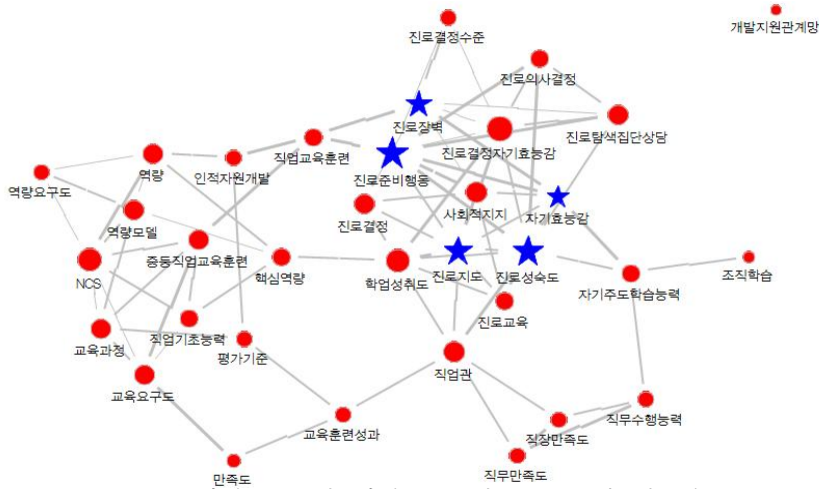 개발지원관계망
진로결정수준
진로의사결정
진로장벽
진로탐색집단상담
진로결정자기효능감
직업교육훈련
역량
인적자원개발
진로준비행동
역량요구도
사회적지지
자기효능감
진로결정
역량모델
중등직업교육훈련
NCS
핵심역량
학업성취도
진로지도
진로성숙도
자기주도학습능력
조직학습
진로교육
교육과정
직업기초능력
평가기준
직업관
교육요구도
교육훈련성과
직장만족도
직무수행능력
만족도
직무만족도